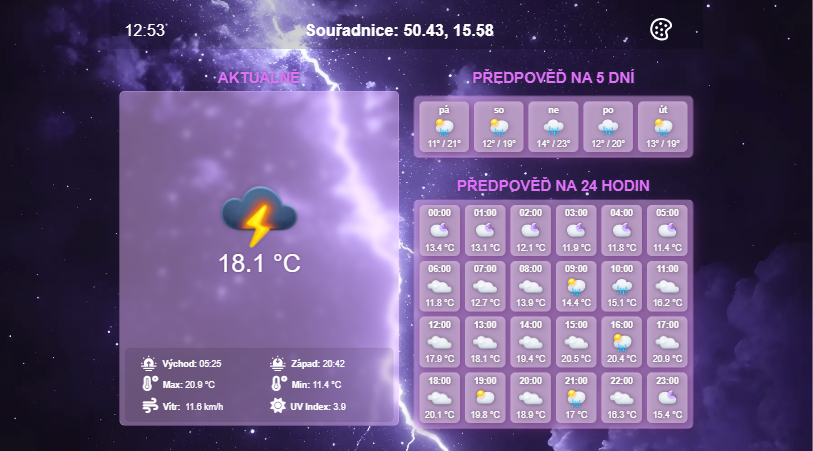 12:53
Souřadnice: 50.43, 15.58
AKTUÁLNĚ
18.1 °C
Východ: 05:25
Západ: 20:42
Max: 20.9 °C
Min: 11.4 °C
Vítr: 11.6 km/h
UV Index: 3.9
PŘEDPOVĚĎ NA 5 DNÍ
pá so ne po út
11° / 21° 12° / 19° 14° / 23° 12° / 20° 13° / 19°
PŘEDPOVĚĎ NA 24 HODIN
00:00 01:00 02:00 03:00 04:00 05:00
13.4 °C 13.1 °C 12.1 °C 11.9 °C 11.8 °C 11.4 °C
06:00 07:00 08:00 09:00 10:00 11:00
11.8 °C 12.7 °C 13.9 °C 14.4 °C 15.1 °C 16.2 °C
12:00 13:00 14:00 15:00 16:00 17:00
17.9 °C 18.1 °C 19.4 °C 20.5 °C 20.4 °C 20.9 °C
18:00 19:00 20:00 21:00 22:00 23:00
20.1 °C 19.8 °C 18.9 °C 17 °C 16.3 °C 15.4 °C